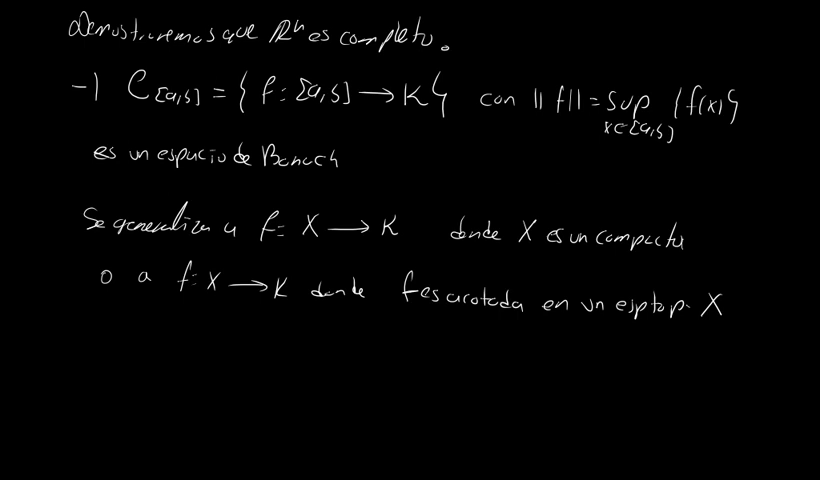 Demostraremos que ℝⁿ es completo.
-) C[a,b] = { f: [a,b] → K } con ‖f‖ = sup x∈[a,b] {f(x)}
es un espacio de Banach
Se generaliza a f: X → K donde X es un compacto
o a f: X → K donde f es acotada en un esp top. X